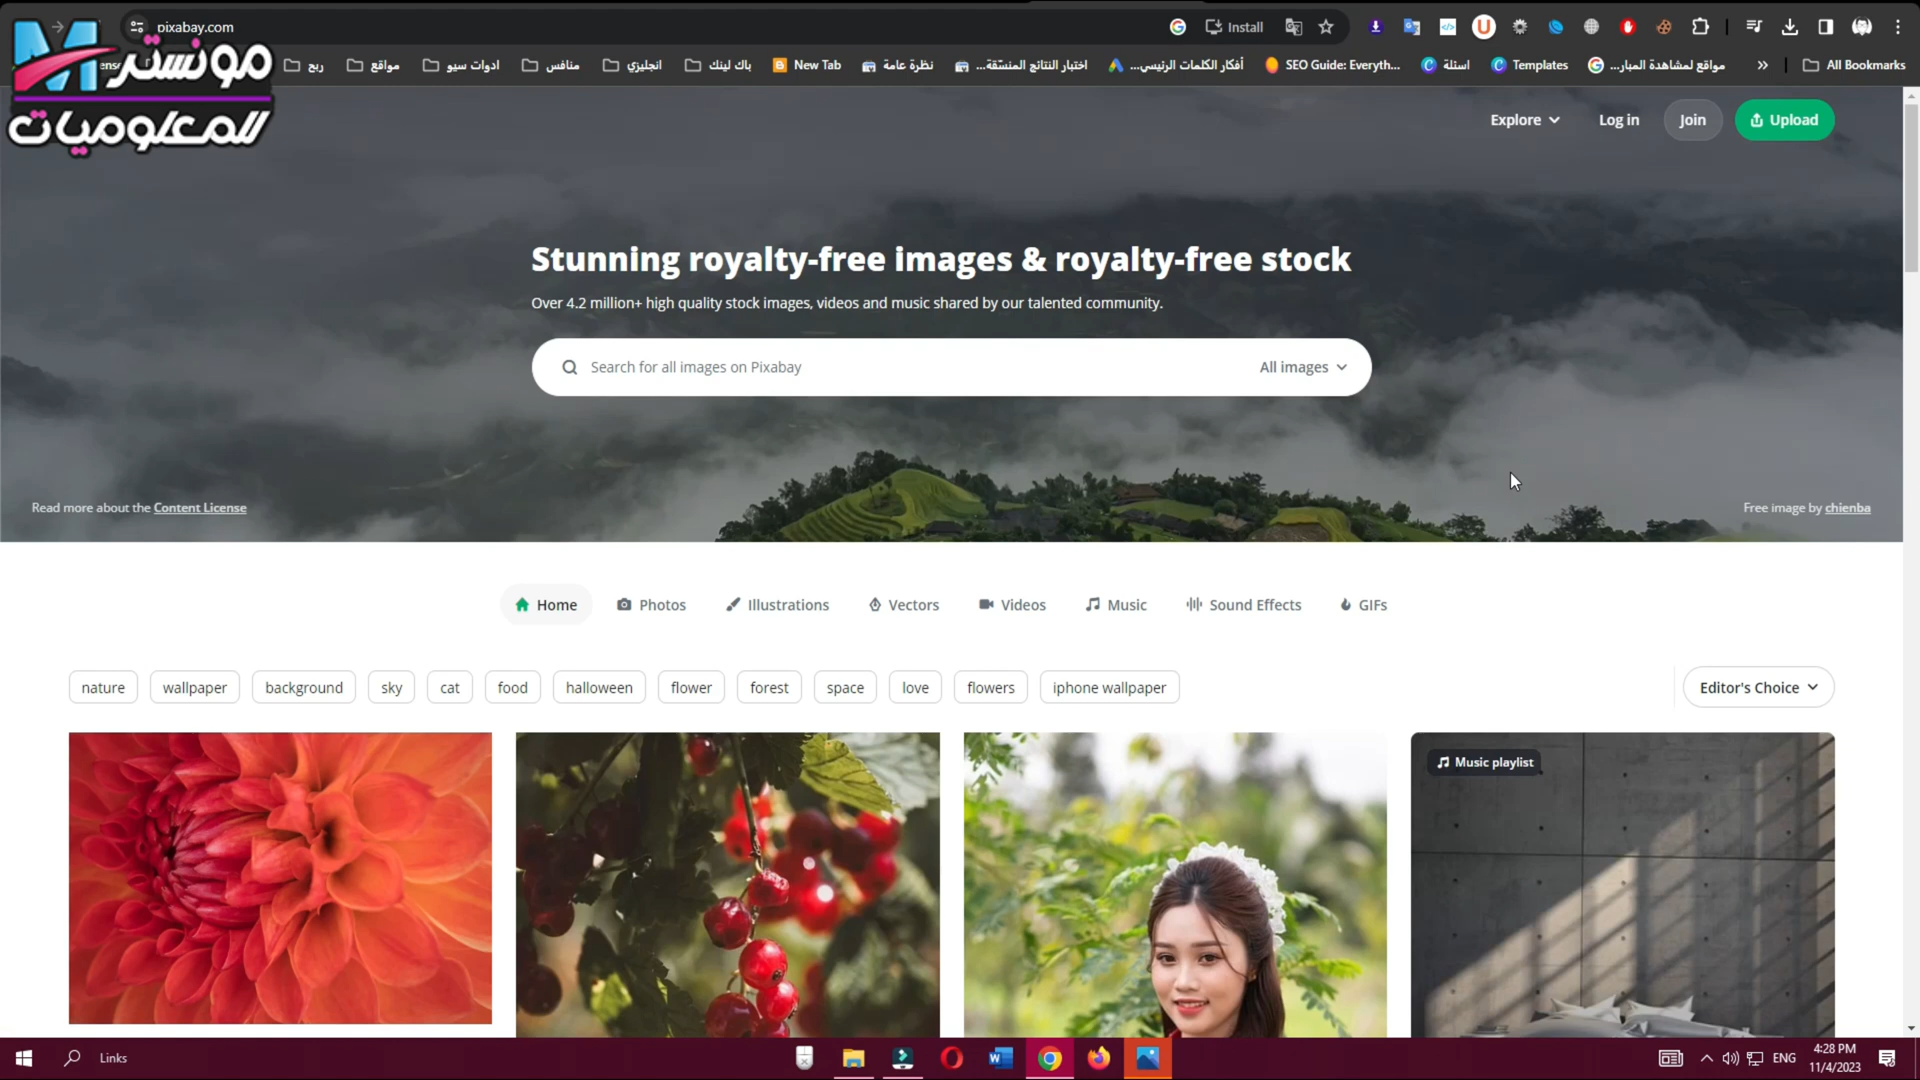 pixabay.com
Install
مونستر
للمعلوميات
ربح
مواقع
ادوات سيو
منافس
انجليزي
باك لينك
New Tab
نظرة عامة
اختبار النتائج المنسّقة...
أفكار الكلمات الرئيسي...
SEO Guide: Everyth...
اسئلة
Templates
مواقع لمشاهدة المبار...
»
All Bookmarks
Explore
Log in
Join
Upload
Stunning royalty-free images & royalty-free stock
Over 4.2 million+ high quality stock images, videos and music shared by our talented community.
Search for all images on Pixabay
All images
Read more about the Content License
Free image by chienba
Home
Photos
Illustrations
Vectors
Videos
Music
Sound Effects
GIFs
nature
wallpaper
background
sky
cat
food
halloween
flower
forest
space
love
flowers
iphone wallpaper
Editor's Choice
Music playlist
Links
ENG
4:28 PM
11/4/2023